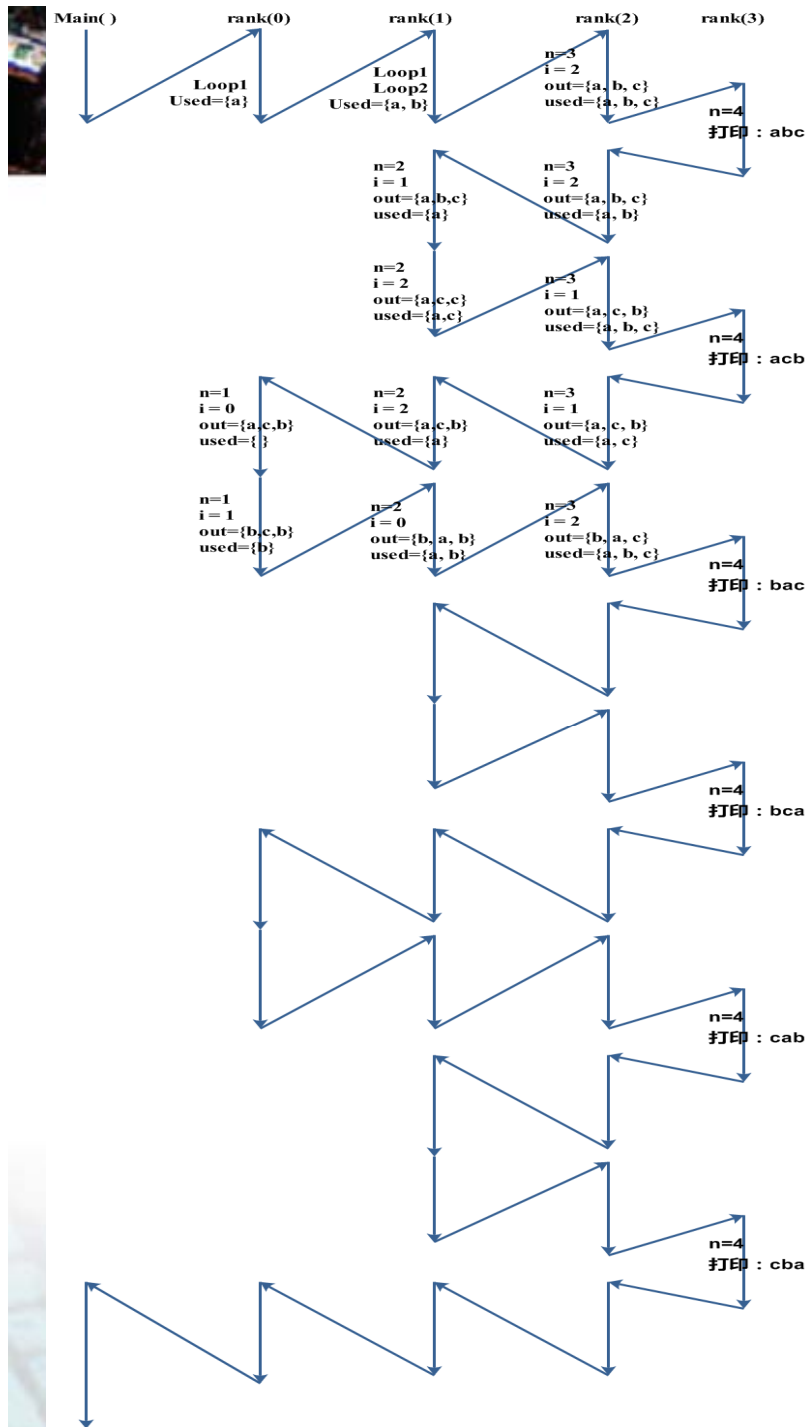 Main( ) rank(0) rank(1) rank(2) rank(3)
Loop1
Used={a}
Loop1
Loop2
Used={a, b}
n=3
i = 2
out={a, b, c}
used={a, b, c}
n=4
打印：abc
n=2
i = 1
out={a,b,c}
used={a}
n=3
i = 2
out={a, b, c}
used={a, b}
n=2
i = 2
out={a,c,c}
used={a,c}
n=3
i = 1
out={a, c, b}
used={a, b, c}
n=4
打印：acb
n=1
i = 0
out={a,c,b}
used={ }
n=2
i = 2
out={a,c,b}
used={a}
n=3
i = 1
out={a, c, b}
used={a, c}
n=1
i = 1
out={b,c,b}
used={b}
n=2
i = 0
out={b, a, b}
used={a, b}
n=3
i = 2
out={b, a, c}
used={a, b, c}
n=4
打印：bac
n=4
打印：bca
n=4
打印：cab
n=4
打印：cba